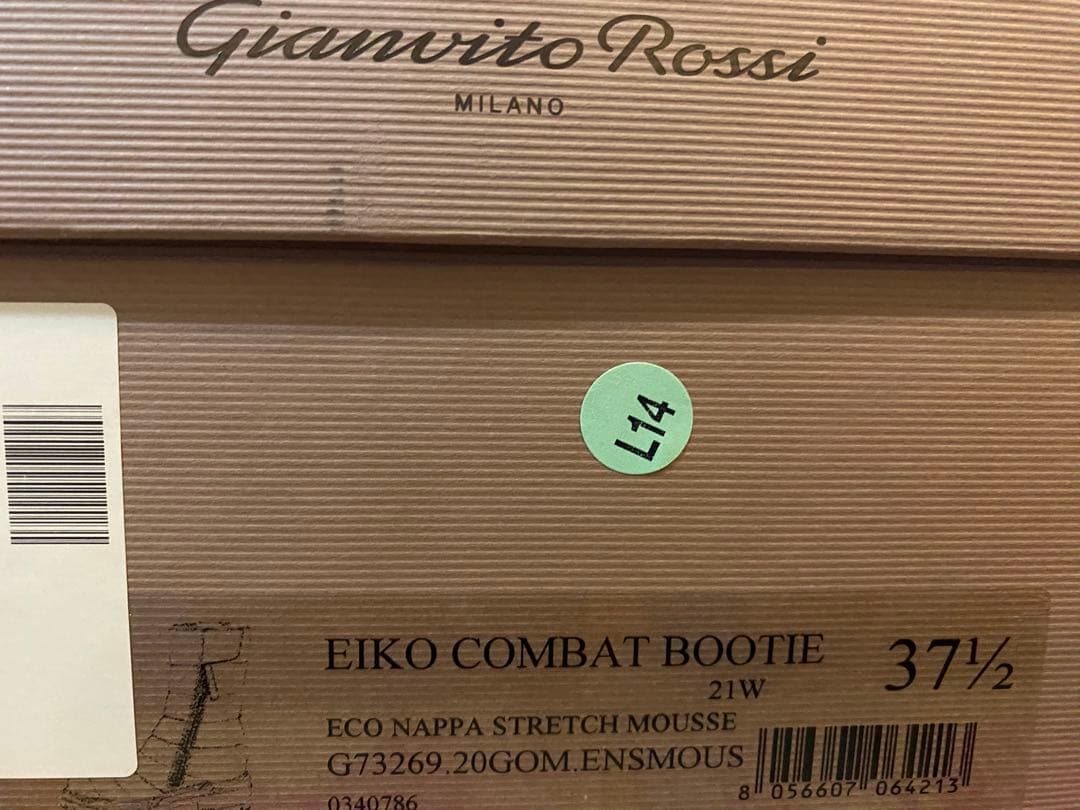 Gianvito Rossi
MILANO
L14
EIKO COMBAT BOOTIE
37½
21W
ECO NAPPA STRETCH MOUSSE
G73269.20GOM.ENSMOUS
8 056607 064213
0340786